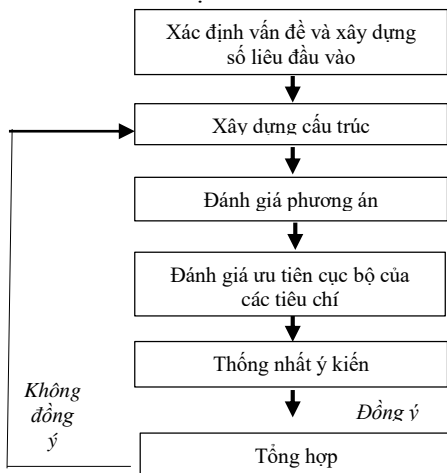 Xác định vấn đề và xây dựng
số liêu đầu vào
Xây dựng cấu trúc
Đánh giá phương án
Đánh giá ưu tiên cục bộ của
các tiêu chí
Thống nhất ý kiến
Không
đồng
ý
Đồng ý
Tổng hợp